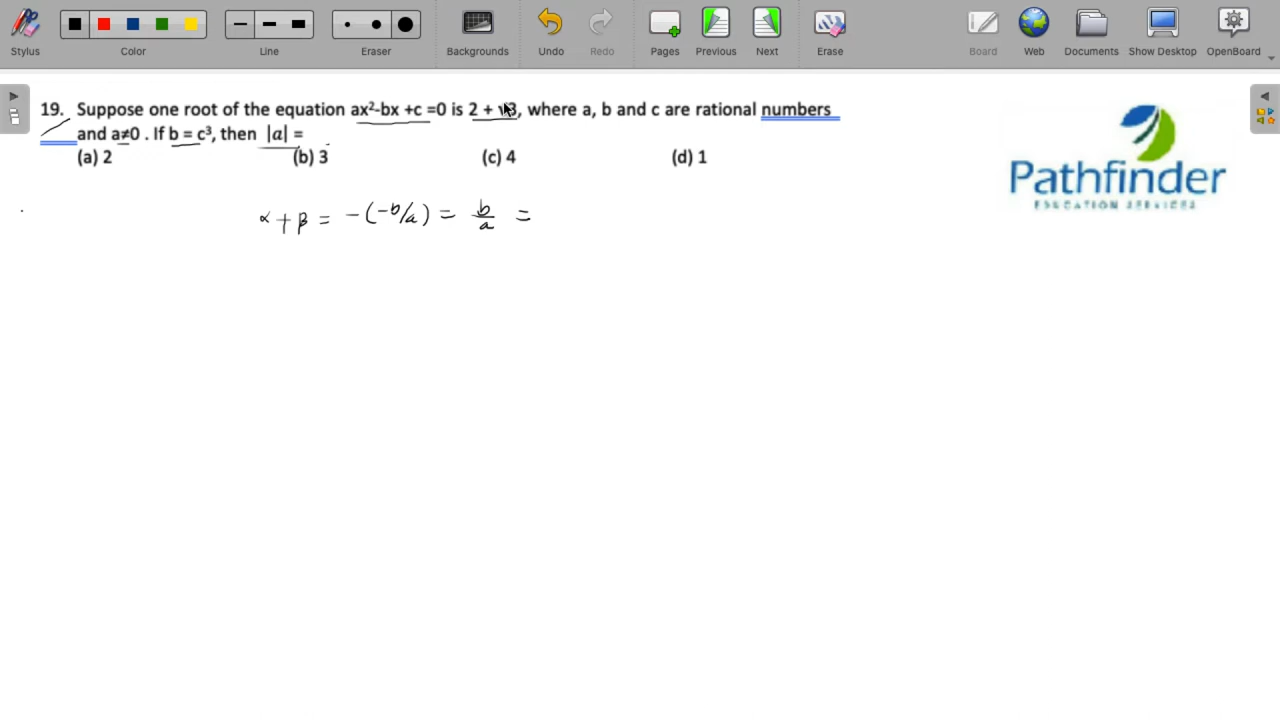 Stylus Color Line Eraser Backgrounds Undo Redo Pages Previous Next Erase Board Web Documents Show Desktop OpenBoard
19. Suppose one root of the equation ax²-bx +c =0 is 2 + √3, where a, b and c are rational numbers
and a≠0 . If b = c³, then |a| =
(a) 2 (b) 3 (c) 4 (d) 1
Pathfinder
EDUCATION SERVICES
α + β = -(-b/a) = b/a =